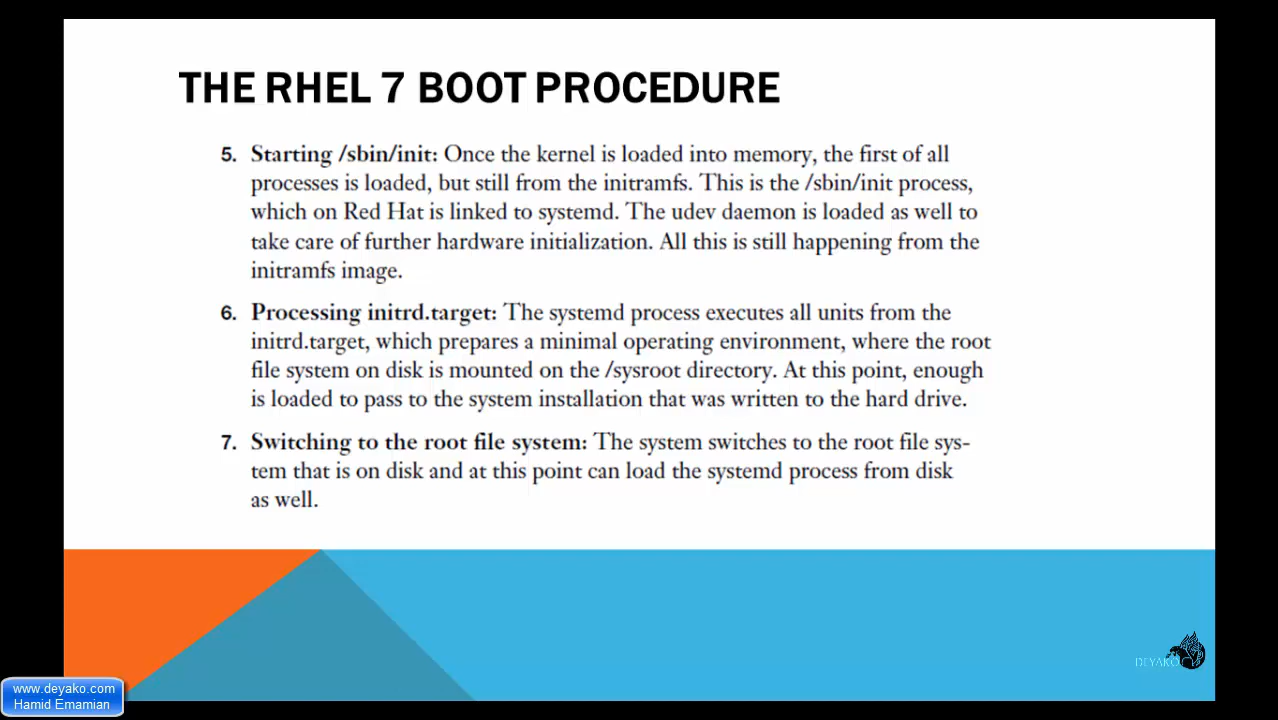 THE RHEL 7 BOOT PROCEDURE
5. Starting /sbin/init: Once the kernel is loaded into memory, the first of all
processes is loaded, but still from the initramfs. This is the /sbin/init process,
which on Red Hat is linked to systemd. The udev daemon is loaded as well to
take care of further hardware initialization. All this is still happening from the
initramfs image.
6. Processing initrd.target: The systemd process executes all units from the
initrd.target, which prepares a minimal operating environment, where the root
file system on disk is mounted on the /sysroot directory. At this point, enough
is loaded to pass to the system installation that was written to the hard drive.
7. Switching to the root file system: The system switches to the root file sys-
tem that is on disk and at this point can load the systemd process from disk
as well.
DEYAKO
www.deyako.com
Hamid Emamian